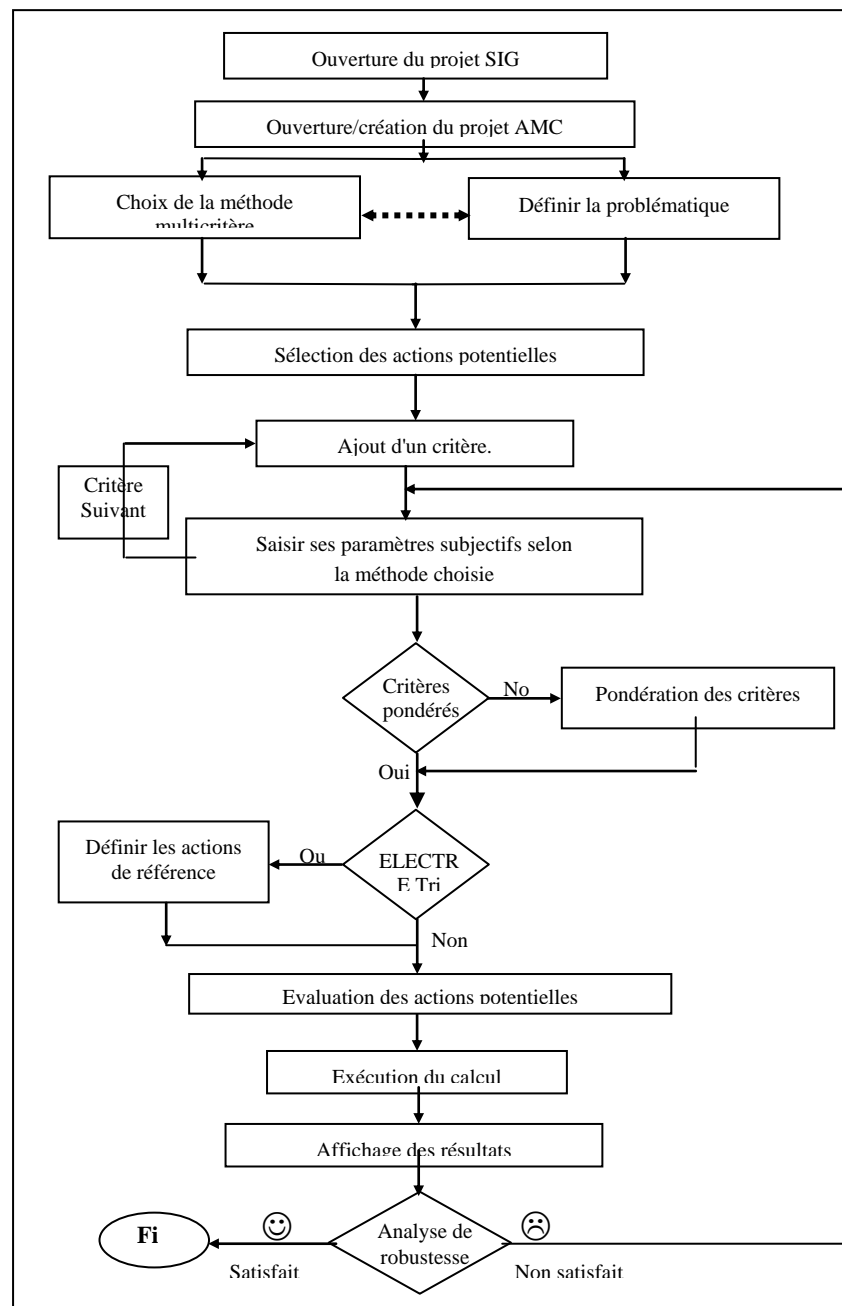 Ouverture du projet SIG
Ouverture/création du projet AMC
Choix de la méthode
multicritère
Définir la problématique
Sélection des actions potentielles
Ajout d'un critère.
Critère
Suivant
Saisir ses paramètres subjectifs selon
la méthode choisie
Critères
pondérés
No
Pondération des critères
Oui
Définir les actions
de référence
Ou
ELECTR
E Tri
Non
Evaluation des actions potentielles
Exécution du calcul
Affichage des résultats
Fi
Analyse de
robustesse
Satisfait
Non satisfait